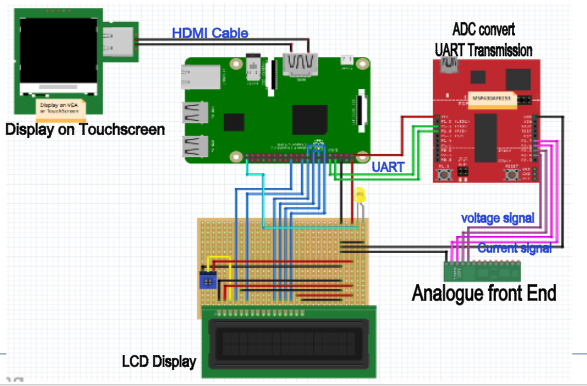 HDMI Cable
ADC convert
UART Transmission
Display on VGA
or TouchScreen
Display on Touchscreen
UART
voltage signal
Current signal
Analogue front End
LCD Display